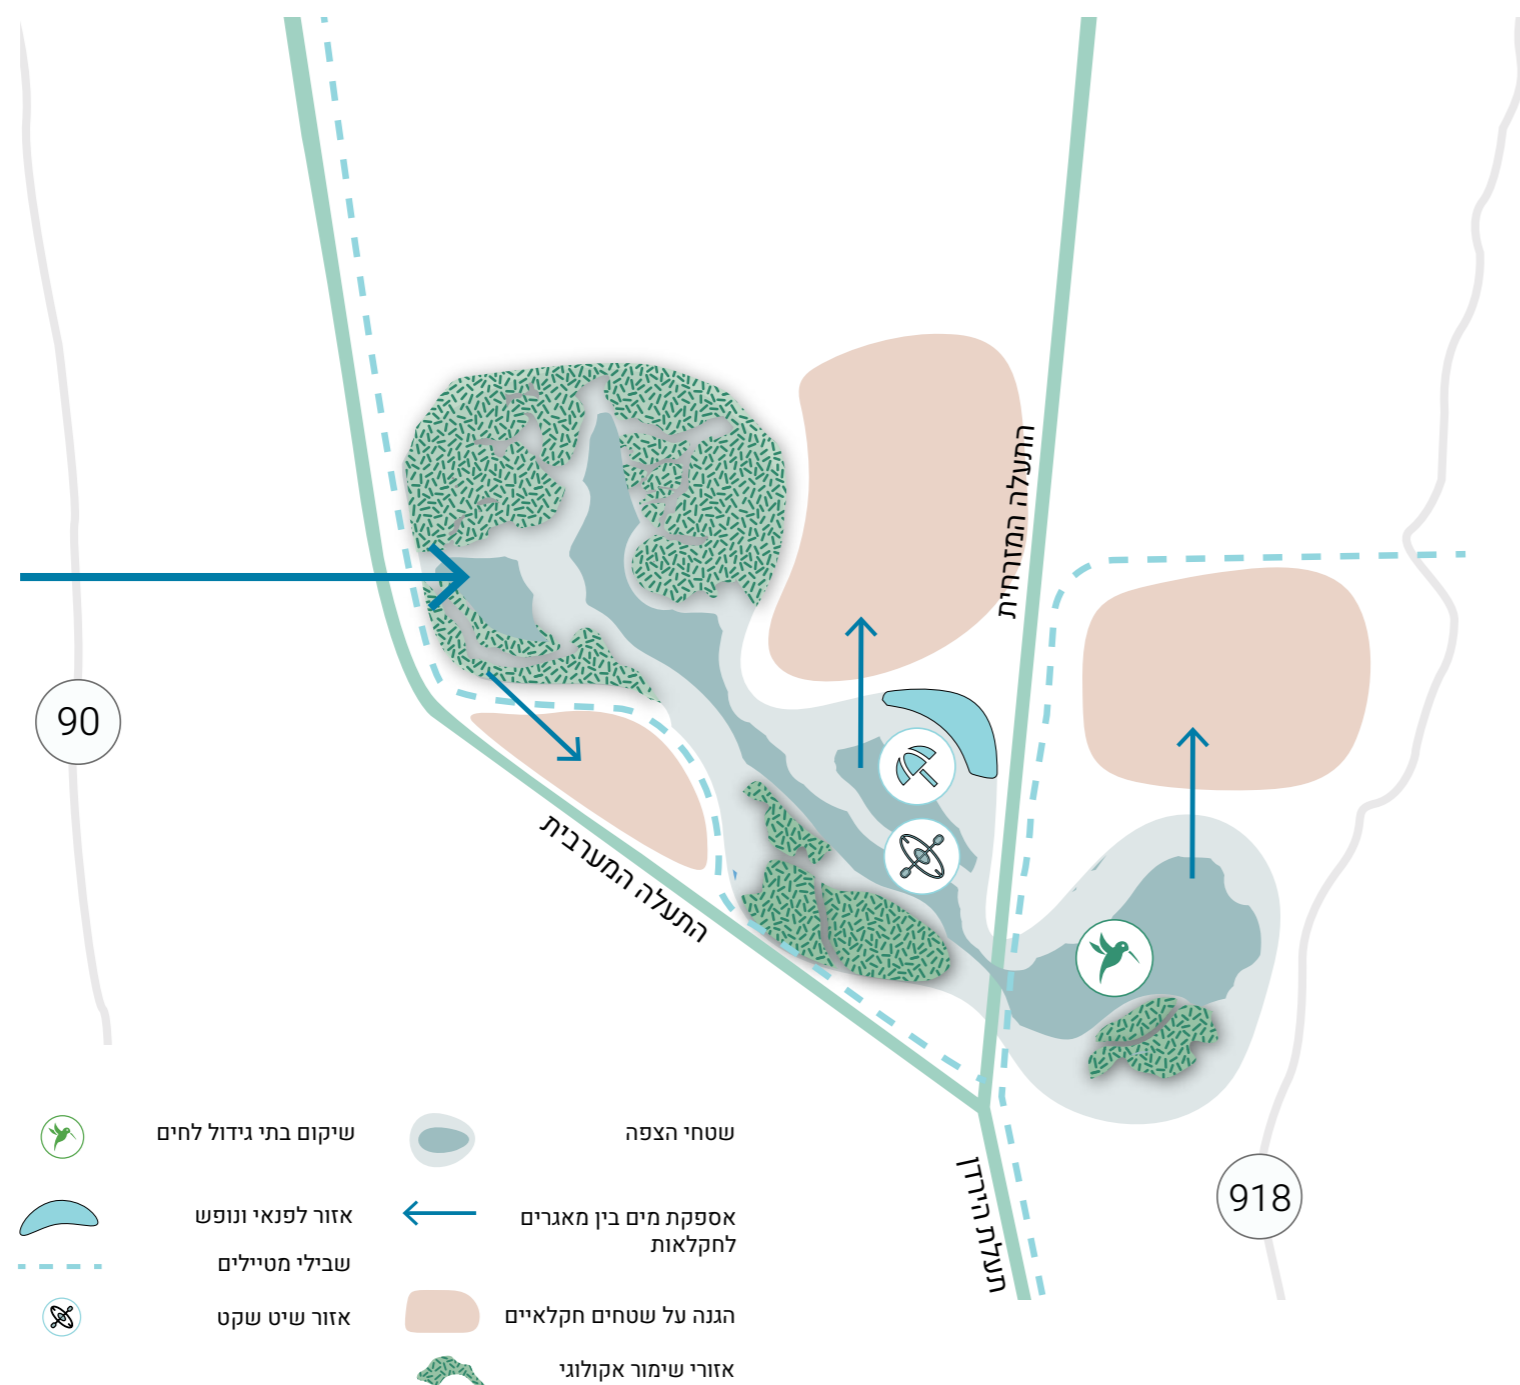 התעלה המזרחית
90
התעלה המערבית
תעלת הירדן
918
שטחי הצפה
אספקת מים בין מאגרים
לחקלאות
הגנה על שטחים חקלאיים
אזורי שימור אקולוגי
שיקום בתי גידול לחים
אזור לפנאי ונופש
שבילי מטיילים
אזור שיט שקט